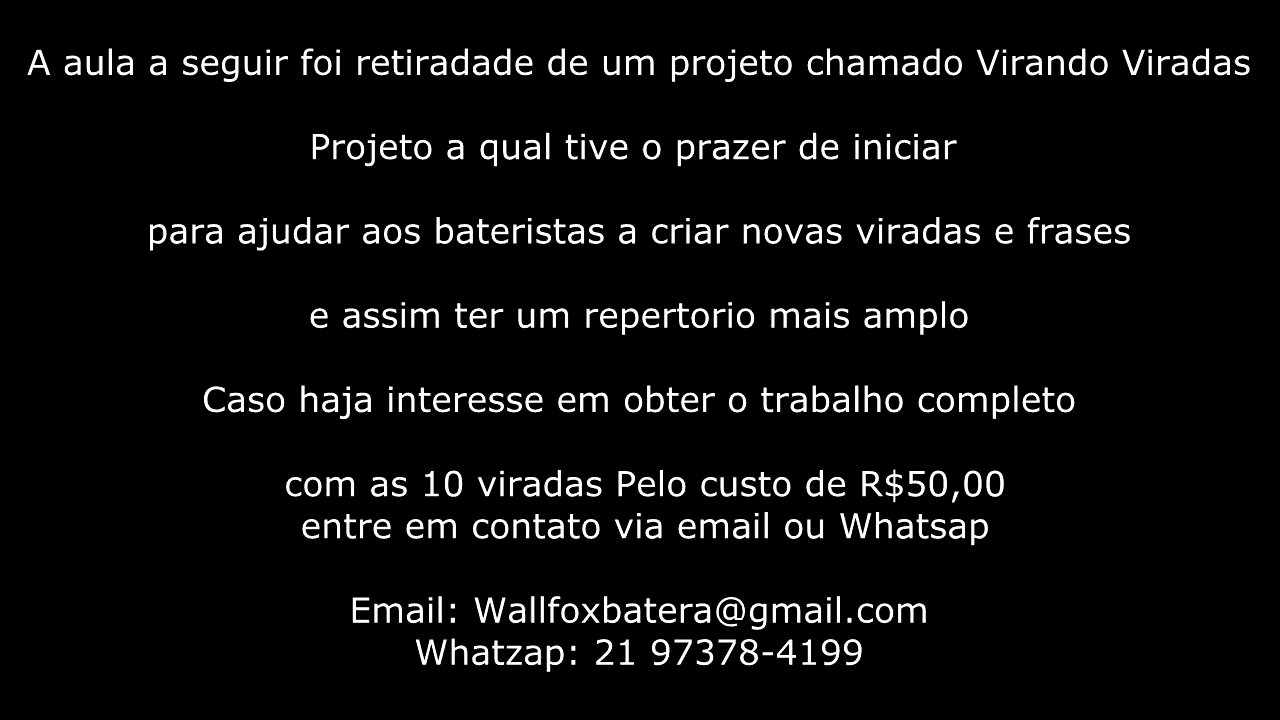 A aula a seguir foi retiradade de um projeto chamado Virando Viradas
Projeto a qual tive o prazer de iniciar
para ajudar aos bateristas a criar novas viradas e frases
e assim ter um repertorio mais amplo
Caso haja interesse em obter o trabalho completo
com as 10 viradas Pelo custo de R$50,00
entre em contato via email ou Whatsap
Email: Wallfoxbatera@gmail.com
Whatzap: 21 97378-4199